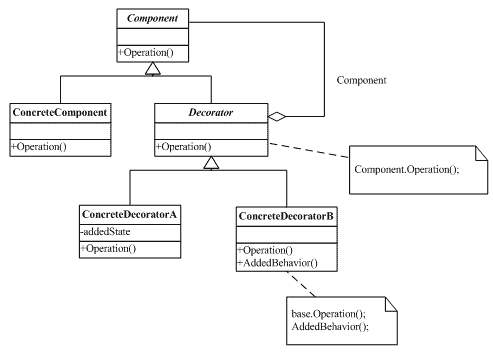 Component
+Operation()
Component
ConcreteComponent
+Operation()
Decorator
+Operation()
Component.Operation();
ConcreteDecoratorA
-addedState
+Operation()
ConcreteDecoratorB
+Operation()
+AddedBehavior()
base.Operation();
AddedBehavior();